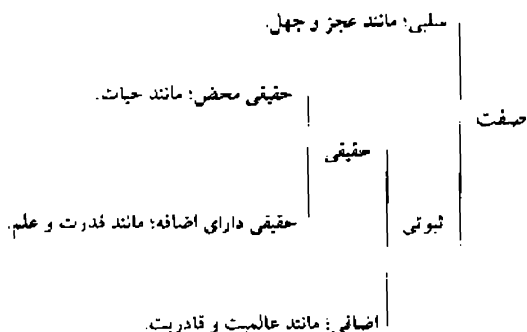 سلبی؛ مانند عجز و جهل.
حقیقی محض؛ مانند حیات.
صفت
حقیقی
ثبوتی
حقیقی دارای اضافه؛ مانند قدرت و علم.
اضافی؛ مانند عالمیت و قادریت.